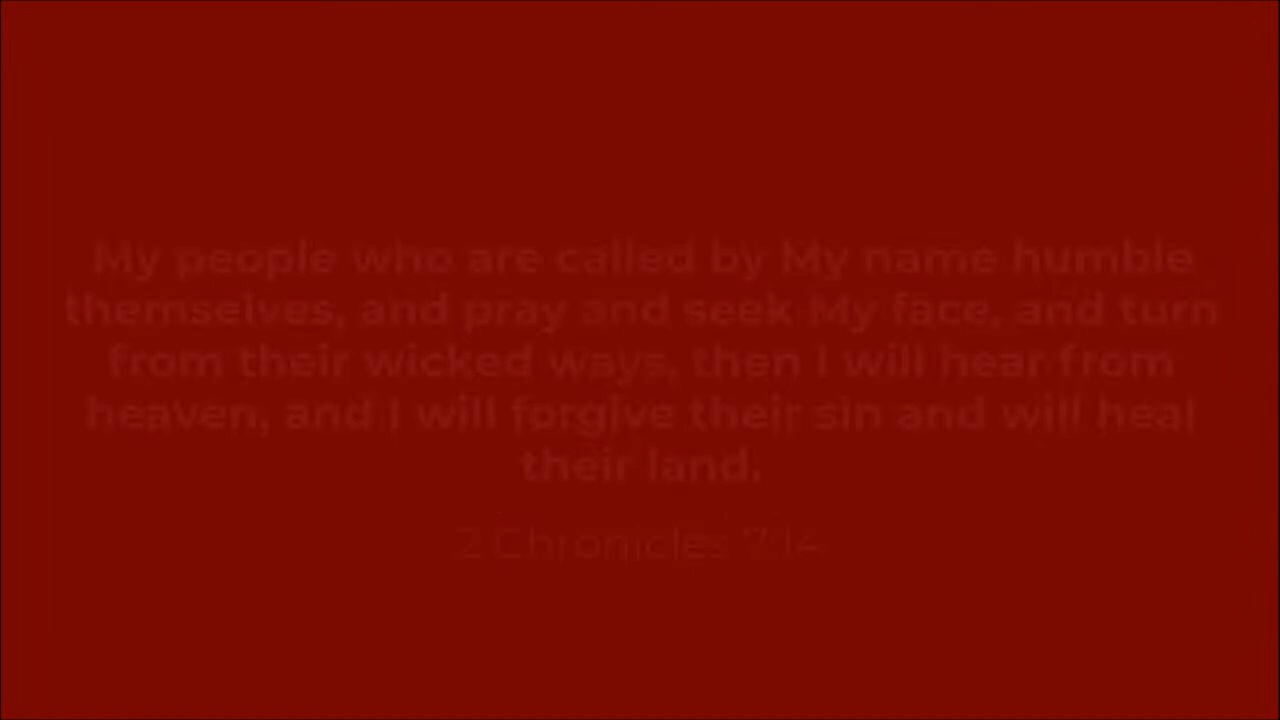 My people who are called by My name humble
themselves, and pray and seek My face, and turn
from their wicked ways, then I will hear from
heaven, and I will forgive their sin and will heal
their land.
2 Chronicles 7:14